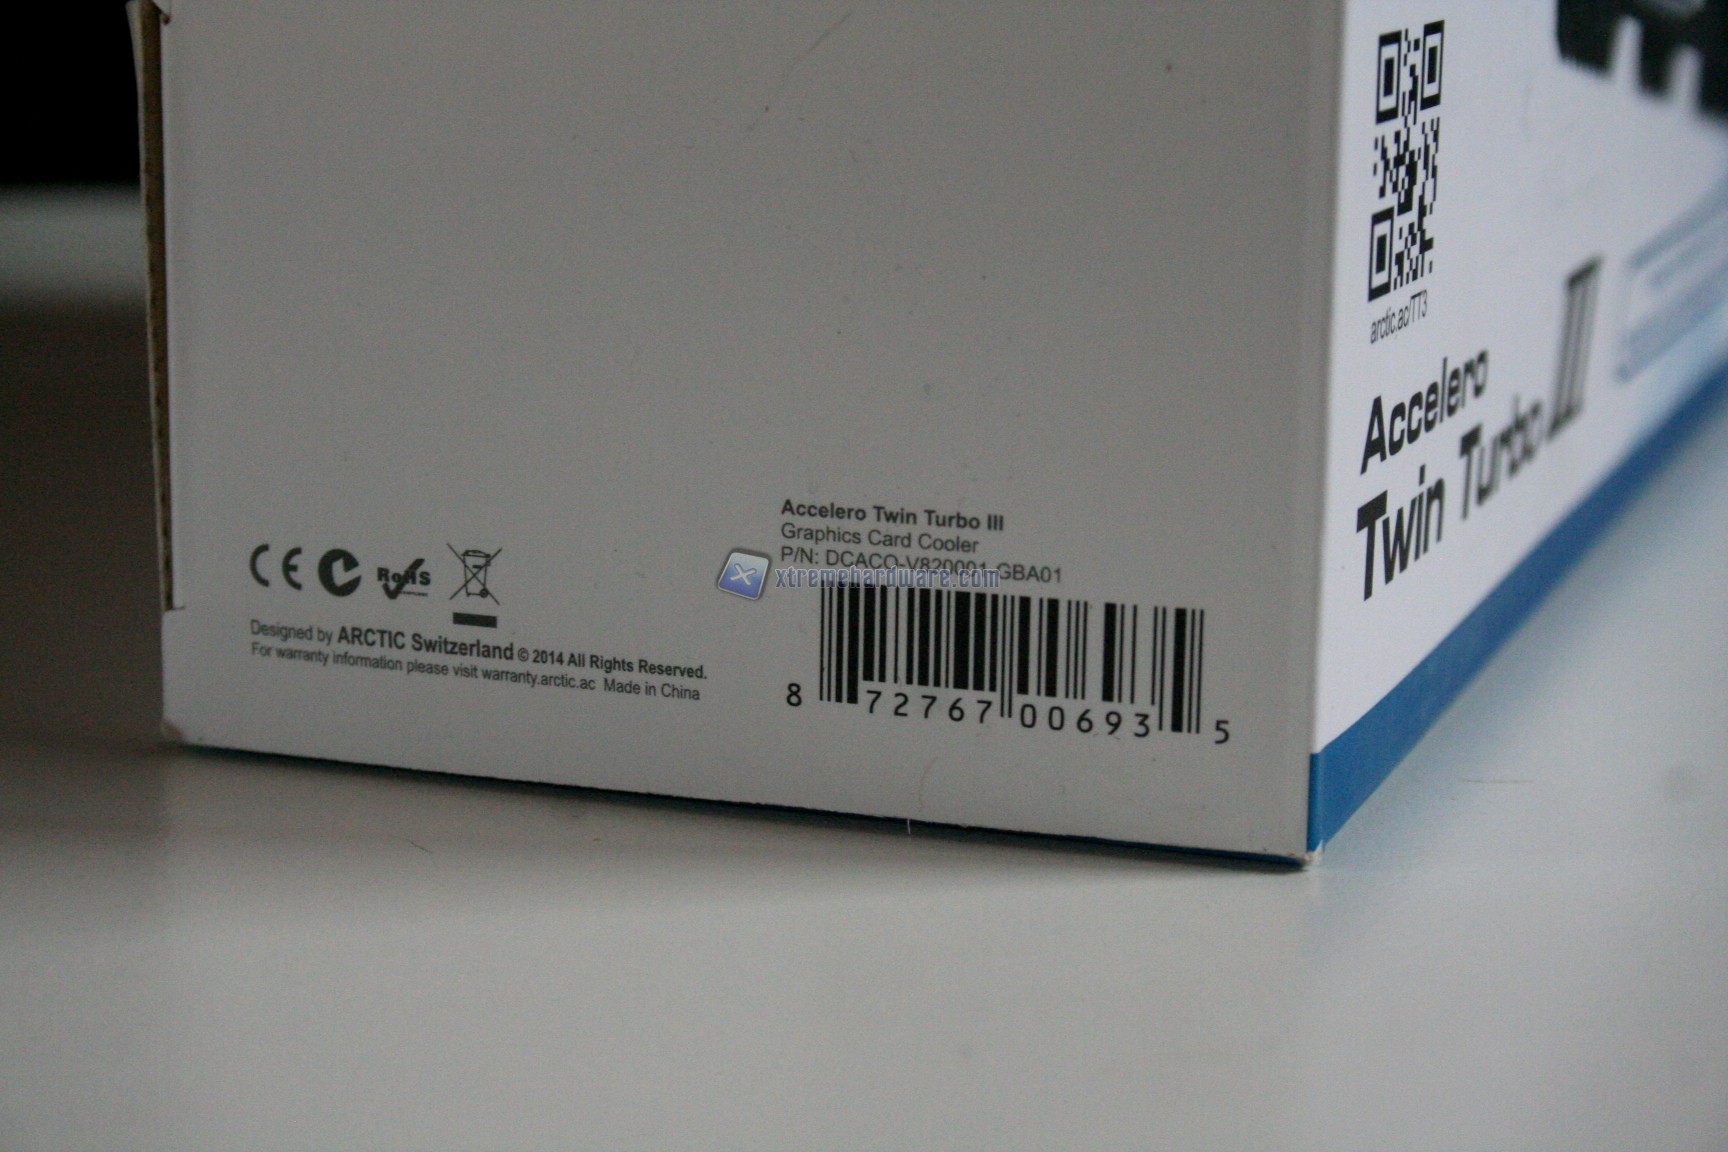 Accelero Twin Turbo III
Graphics Card Cooler
P/N: DCACO-V820001-GBA01
xtremehardware.com
8 72767 00693 5
CE
RoHS
Designed by ARCTIC Switzerland © 2014 All Rights Reserved.
For warranty information please visit warranty.arctic.ac Made in China
arctic.ac/TT3
Accelero
Twin Turbo III